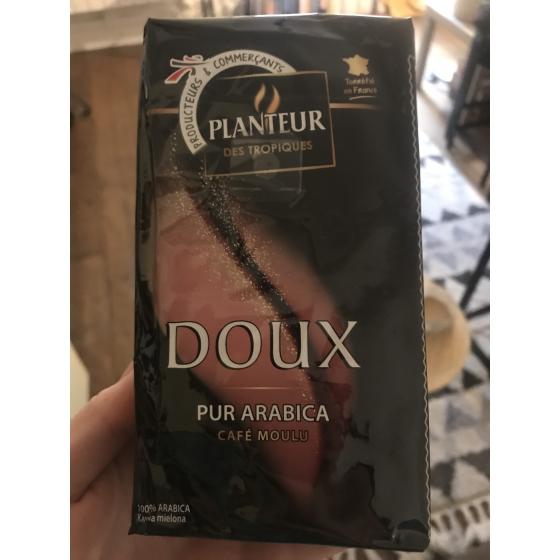 PRODUCTEURS & COMMERÇANTS
PLANTEUR
DES TROPIQUES
Torréfié
en France
DOUX
PUR ARABICA
CAFÉ MOULU
100% ARABICA
Kawa mielona